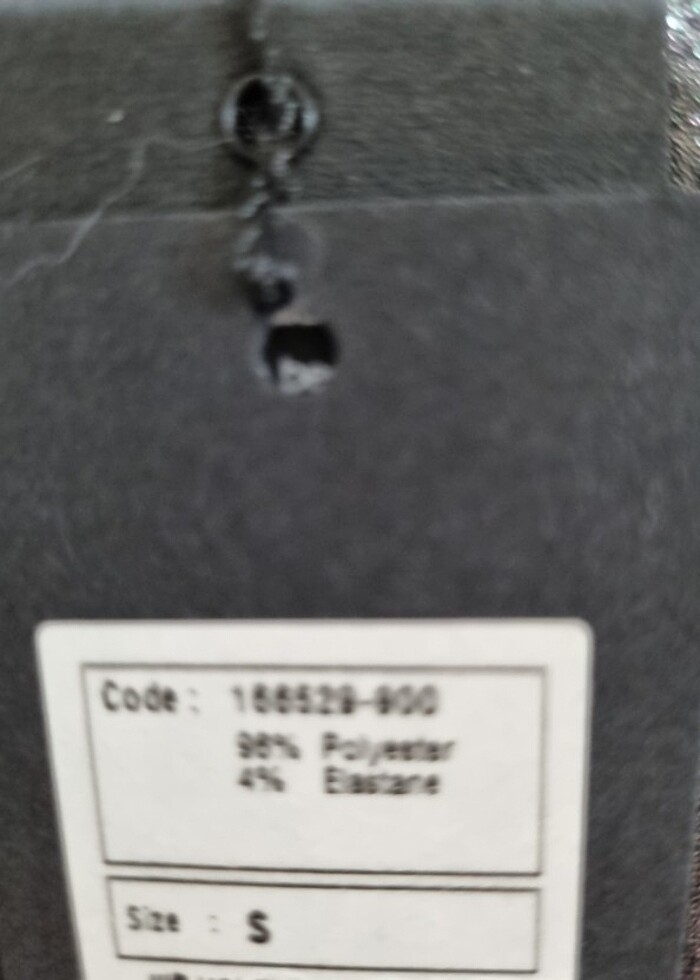 Code :
96% Polyester
4% Elastane
Size : S